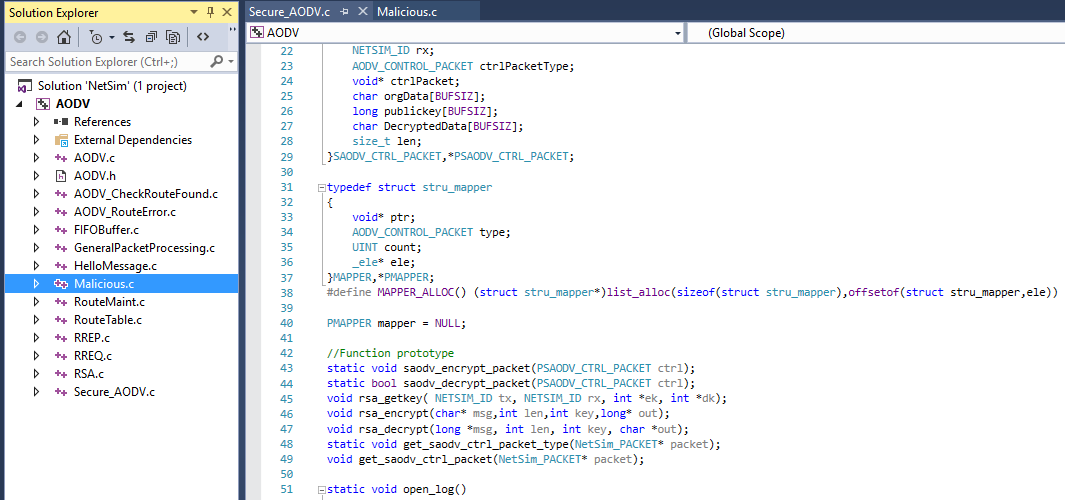 Solution Explorer
Search Solution Explorer (Ctrl+;)
Solution 'NetSim' (1 project)
AODV
References
External Dependencies
AODV.c
AODV.h
AODV_CheckRouteFound.c
AODV_RouteError.c
FIFOBuffer.c
GeneralPacketProcessing.c
HelloMessage.c
Malicious.c
RouteMaint.c
RouteTable.c
RREP.c
RREQ.c
RSA.c
Secure_AODV.c
Secure_AODV.c Malicious.c
AODV (Global Scope)
22 NETSIM_ID rx;
23 AODV_CONTROL_PACKET ctrlPacketType;
24 void* ctrlPacket;
25 char orgData[BUFSIZ];
26 long publickey[BUFSIZ];
27 char DecryptedData[BUFSIZ];
28 size_t len;
29 }SAODV_CTRL_PACKET,*PSAODV_CTRL_PACKET;
30
31 typedef struct stru_mapper
32 {
33 void* ptr;
34 AODV_CONTROL_PACKET type;
35 UINT count;
36 _ele* ele;
37 }MAPPER,*PMAPPER;
38 #define MAPPER_ALLOC() (struct stru_mapper*)list_alloc(sizeof(struct stru_mapper),offsetof(struct stru_mapper,ele))
39
40 PMAPPER mapper = NULL;
41
42 //Function prototype
43 static void saodv_encrypt_packet(PSAODV_CTRL_PACKET ctrl);
44 static bool saodv_decrypt_packet(PSAODV_CTRL_PACKET ctrl);
45 void rsa_getkey( NETSIM_ID tx, NETSIM_ID rx, int *ek, int *dk);
46 void rsa_encrypt(char* msg,int len,int key,long* out);
47 void rsa_decrypt(long *msg, int len, int key, char *out);
48 static void get_saodv_ctrl_packet_type(NetSim_PACKET* packet);
49 void get_saodv_ctrl_packet(NetSim_PACKET* packet);
50
51 static void open_log()